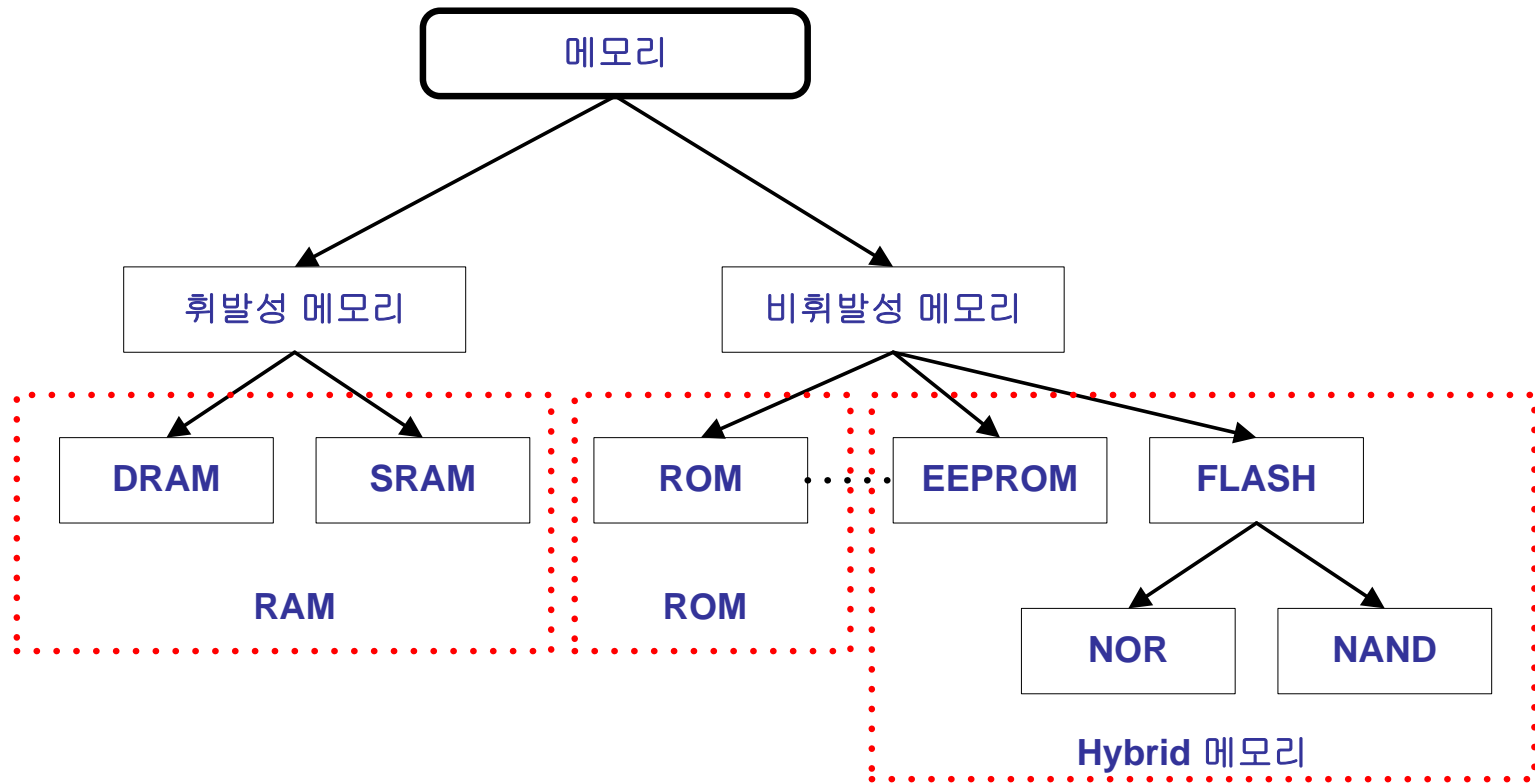 메모리
휘발성 메모리
비휘발성 메모리
DRAM
SRAM
ROM
EEPROM
FLASH
RAM
ROM
NOR
NAND
Hybrid 메모리